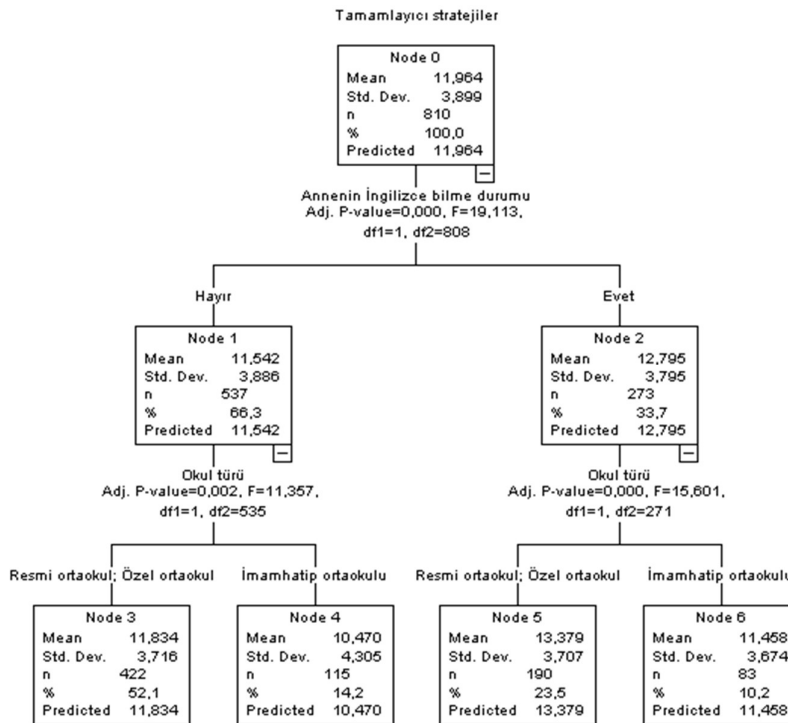 Tamamlayıcı stratejiler
Node 0
Mean 11,964
Std. Dev. 3,899
n 810
% 100,0
Predicted 11,964
Annenin İngilizce bilme durumu
Adj. P-value=0,000, F=19,113,
df1=1, df2=808
Hayır
Evet
Node 1
Mean 11,542
Std. Dev. 3,886
n 537
% 66,3
Predicted 11,542
Node 2
Mean 12,795
Std. Dev. 3,795
n 273
% 33,7
Predicted 12,795
Okul türü
Adj. P-value=0,002, F=11,357,
df1=1, df2=535
Okul türü
Adj. P-value=0,000, F=15,601,
df1=1, df2=271
Resmi ortaokul; Özel ortaokul
İmamhatip ortaokulu
Resmi ortaokul; Özel ortaokul
İmamhatip ortaokulu
Node 3
Mean 11,834
Std. Dev. 3,716
n 422
% 52,1
Predicted 11,834
Node 4
Mean 10,470
Std. Dev. 4,305
n 115
% 14,2
Predicted 10,470
Node 5
Mean 13,379
Std. Dev. 3,707
n 190
% 23,5
Predicted 13,379
Node 6
Mean 11,458
Std. Dev. 3,674
n 83
% 10,2
Predicted 11,458